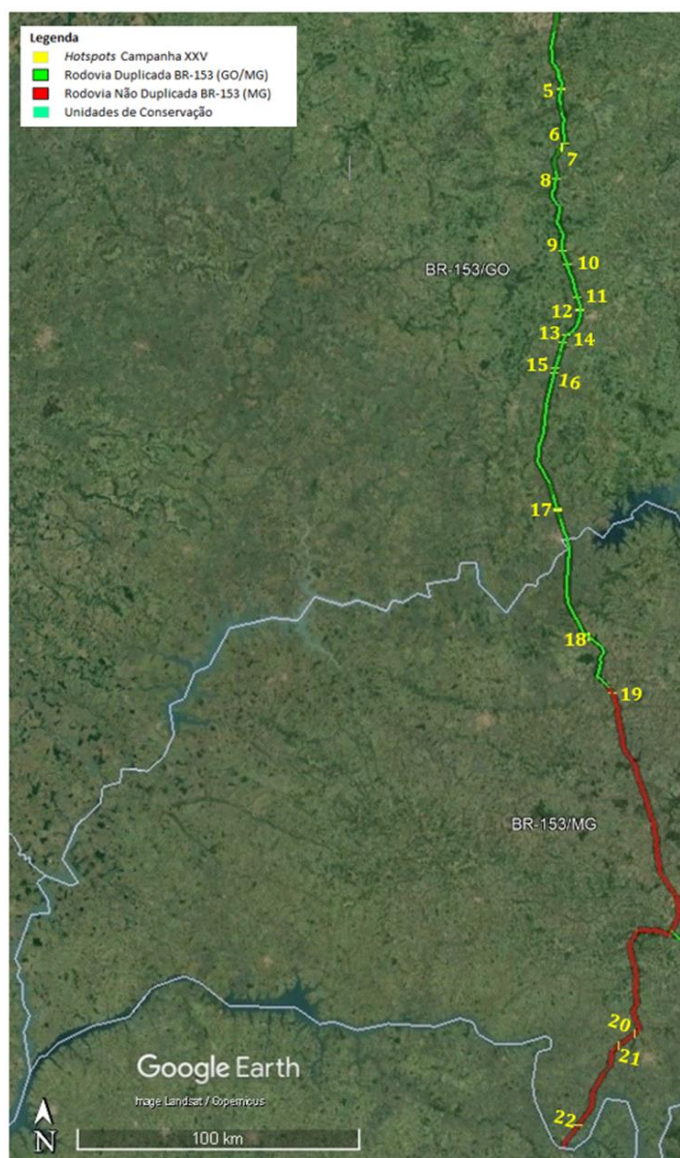 Legenda
Hotspots Campanha XXV
Rodovia Duplicada BR-153 (GO/MG)
Rodovia Não Duplicada BR-153 (MG)
Unidades de Conservação
5
6
7
8
9
BR-153/GO
10
11
12
13
14
15
16
17
18
19
BR-153/MG
20
21
22
Google Earth
Image Landsat / Copernicus
N
100 km